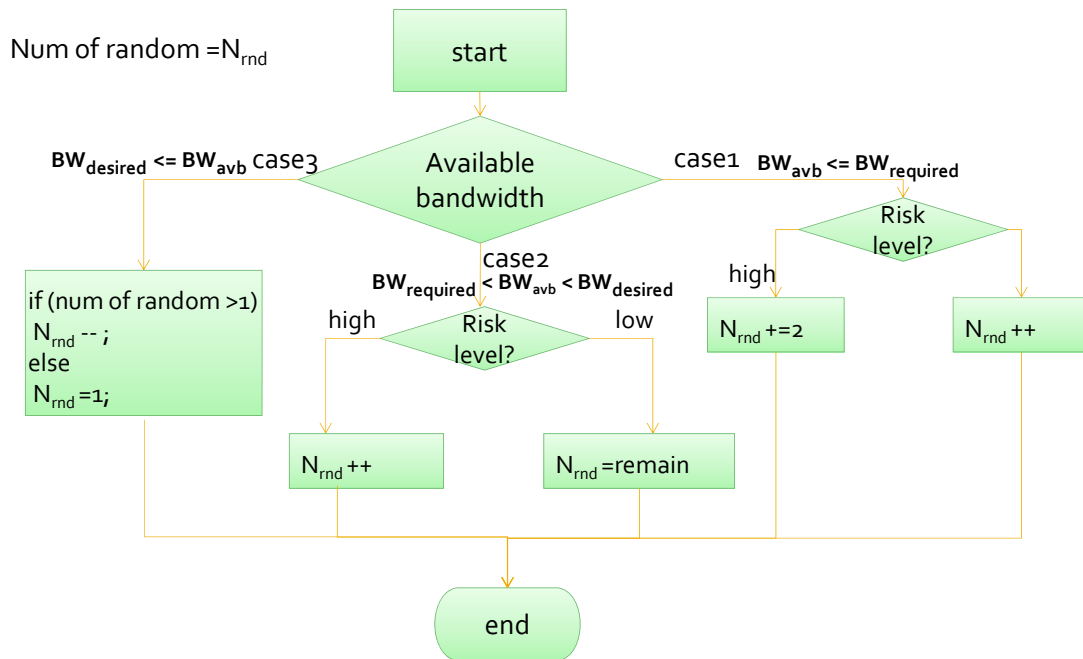 Num of random =Nrnd
start
BWdesired <= BWavb case3
Available
bandwidth
case1 BWavb <= BWrequired
Risk
level?
case2
BWrequired < BWavb < BWdesired
high
if (num of random >1)
Nrnd -- ;
else
Nrnd =1;
high
Risk
level?
low
Nrnd +=2
Nrnd ++
Nrnd ++
Nrnd =remain
end